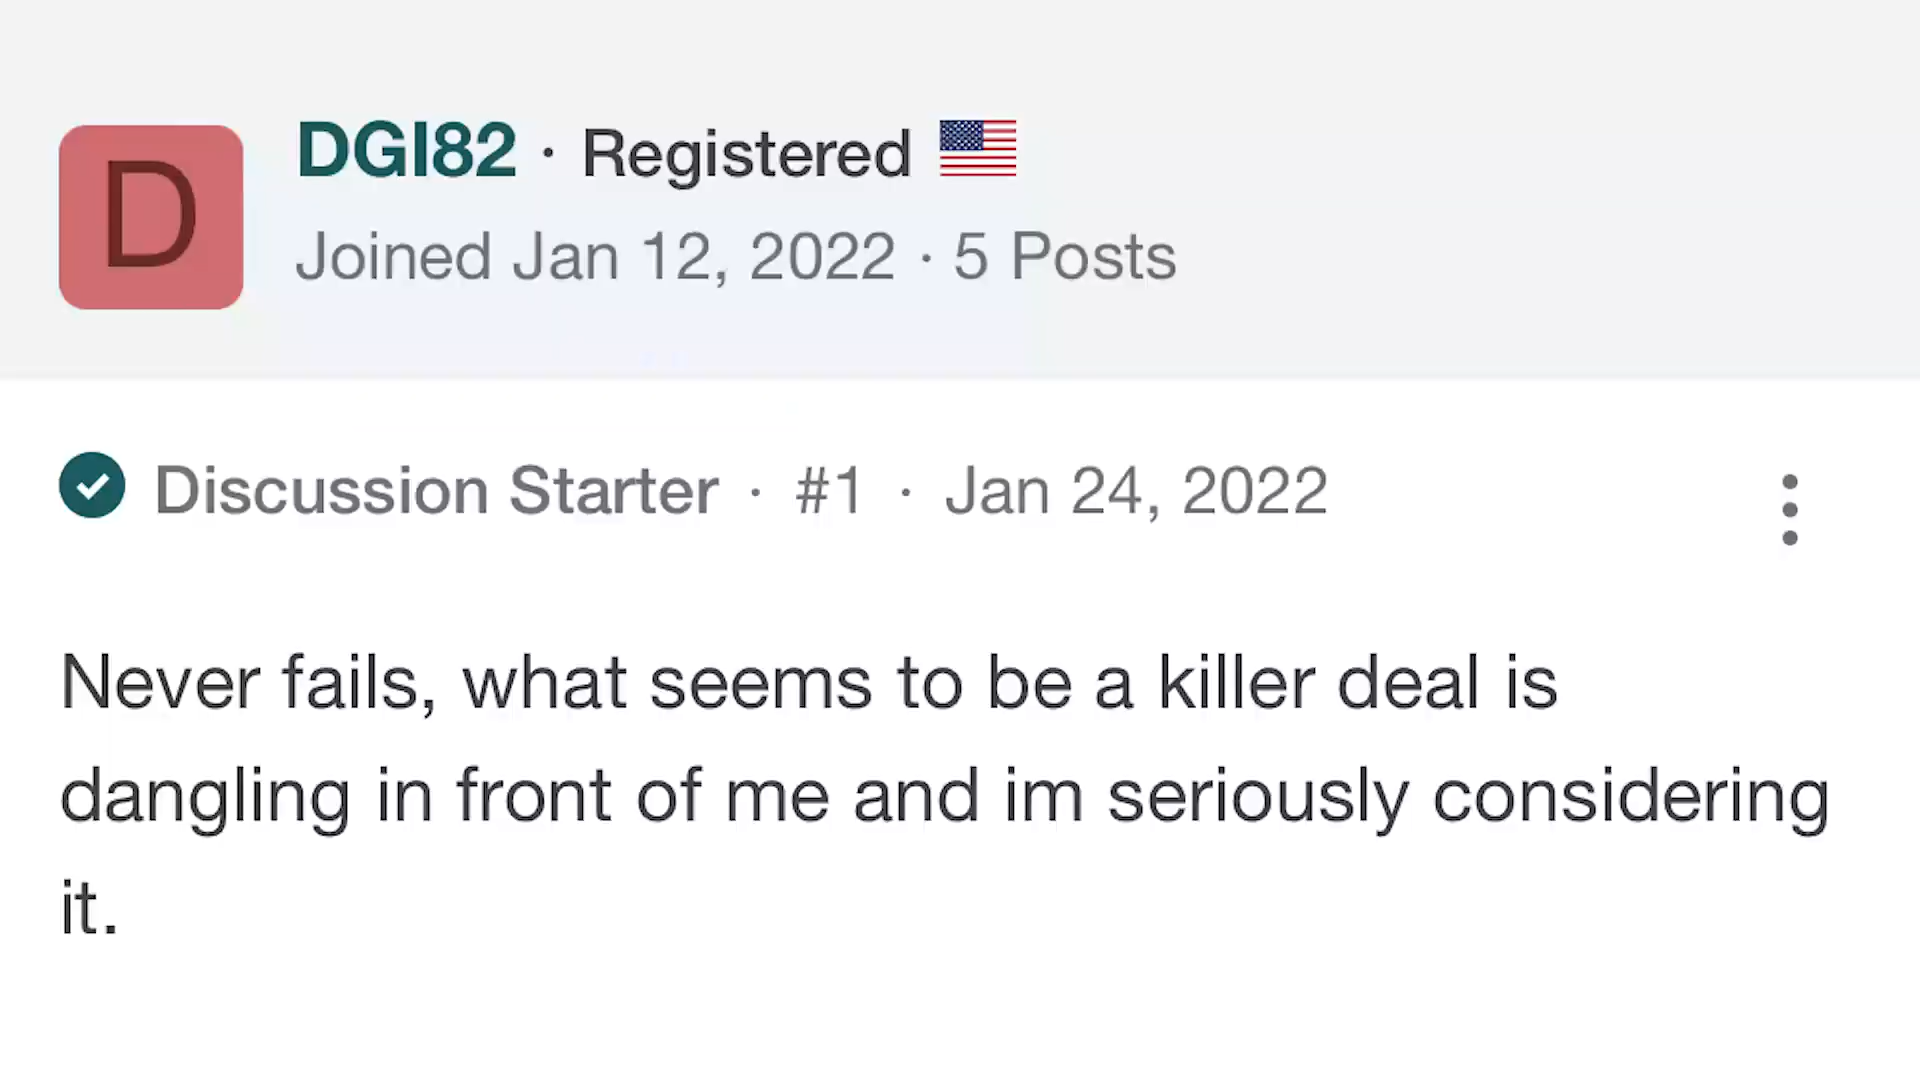 D
DGI82 · Registered
Joined Jan 12, 2022 · 5 Posts
Discussion Starter · #1 · Jan 24, 2022
Never fails, what seems to be a killer deal is
dangling in front of me and im seriously considering
it.